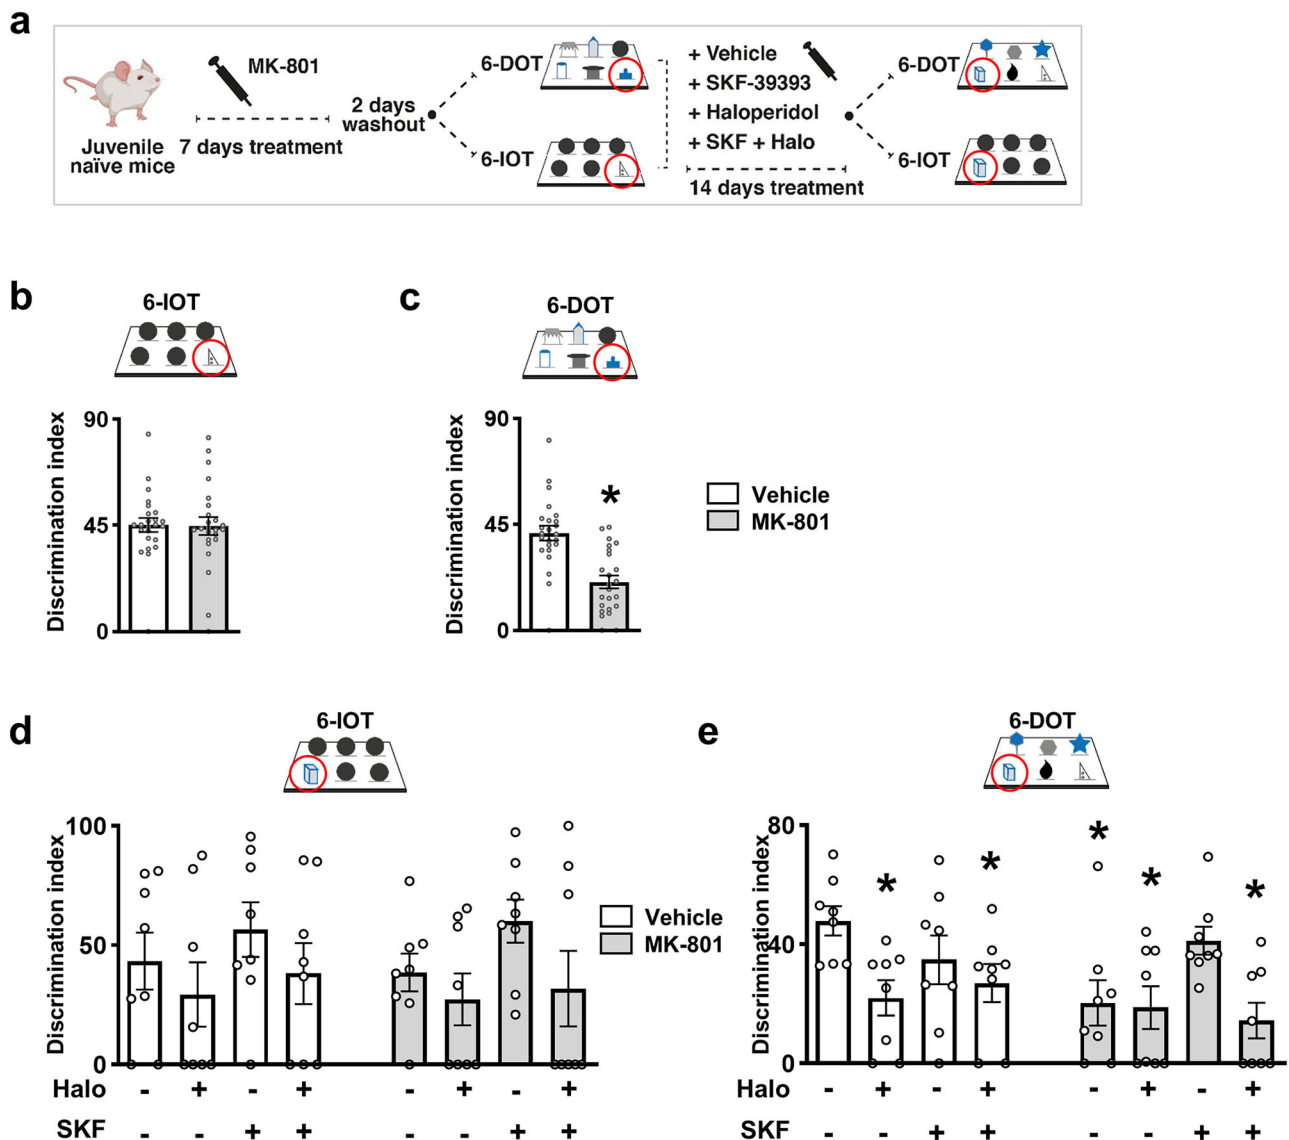 a
MK-801
Juvenile
naïve mice
7 days treatment
2 days
washout
6-DOT
6-IOT
+ Vehicle
+ SKF-39393
+ Haloperidol
+ SKF + Halo
14 days treatment
6-DOT
6-IOT
b
6-IOT
Discrimination index
90
45
0
c
6-DOT
Discrimination index
90
45
0
*
Vehicle
MK-801
d
6-IOT
Discrimination index
100
50
0
Halo - + - + - + - +
SKF - - + + - - + +
Vehicle
MK-801
e
6-DOT
Discrimination index
80
40
0
* * * * *
- + - + - + - +
- - + + - - + +